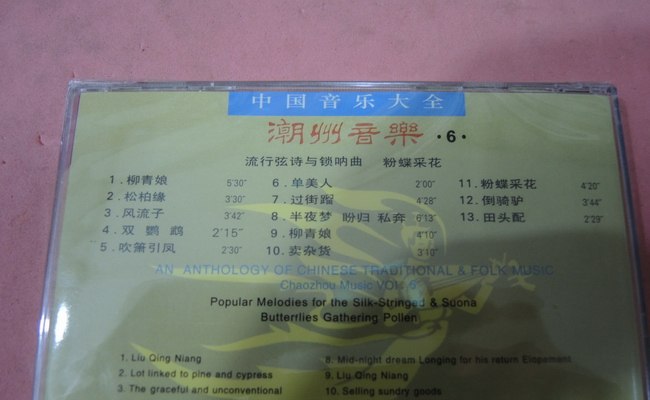 中国音乐大全
潮州音樂·6·
流行弦诗与锁呐曲 粉蝶采花
1.柳青娘 5'30" 6.单美人 2'00" 11.粉蝶采花 4'20"
2.松柏缘 3'30" 7.过街蹓 4'28" 12.倒骑驴 3'44"
3.风流子 3'42" 8.半夜梦 盼归 私奔 6'13" 13.田头配 2'29"
4.双 鹦 鹉 2'15" 9.柳青娘 4'10"
5.吹箫引凤 2'30" 10.卖杂货 3'10"
AN ANTHOLOGY OF CHINESE TRAUITIONAL & FOLK MUSIC
Chaozhou Music VOL. 6
Popular Melodies for the Silk-Stringed & Suona
Butterrlies Gathering Pollen
1. Liu Qing Niang 8. Mid-night dream Longing for his return Elopemans
2. Lot linked to pine and cypress 9. Liu Qing Niang
3. The graceful and unconventional 10. Selling sundry goods